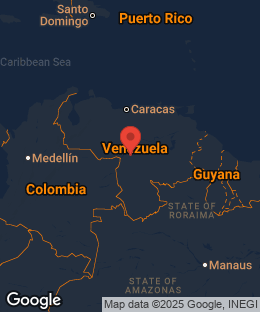 Santo
Domingo
Puerto Rico
Caribbean Sea
Caracas
Venezuela
Medellín
Guyana
Colombia
STATE OF
RORAIMA
Manaus
STATE OF
AMAZONAS
Google
Map data ©2025 Google, INEGI